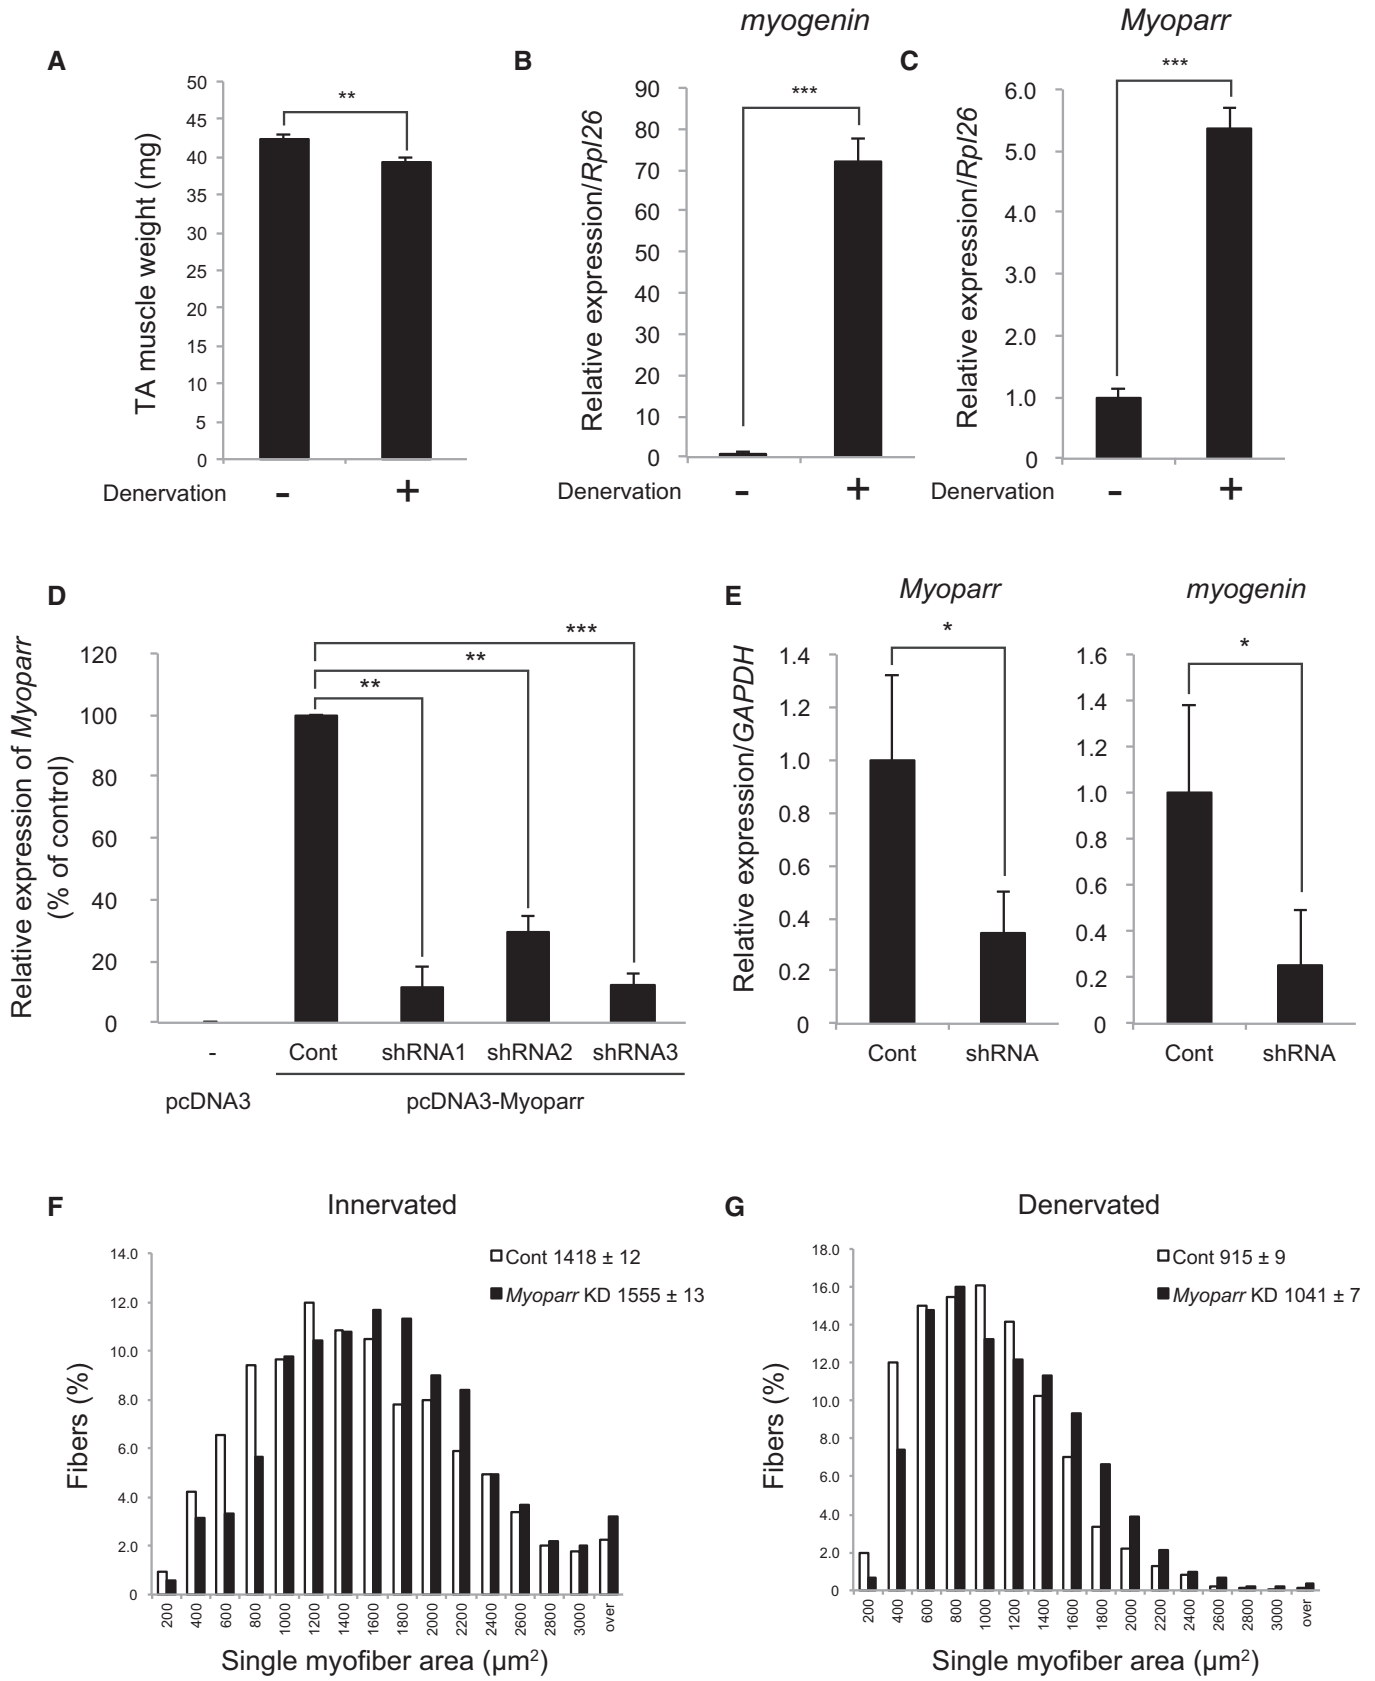 myogenin
Myoparr
A
B
C
TA muscle weight (mg)
50
45
40
35
30
25
20
15
10
5
0
**
Denervation - +
Relative expression/Rpl26
90
80
70
60
50
40
30
20
10
0
***
Denervation - +
Relative expression/Rpl26
6.0
5.0
4.0
3.0
2.0
1.0
0
***
Denervation - +
D
Relative expression of Myoparr
(% of control)
120
100
80
60
40
20
0
***
**
**
- Cont shRNA1 shRNA2 shRNA3
pcDNA3 pcDNA3-Myoparr
E
Myoparr
myogenin
Relative expression/GAPDH
1.4
1.2
1.0
0.8
0.6
0.4
0.2
0
*
Cont shRNA
1.6
1.4
1.2
1.0
0.8
0.6
0.4
0.2
0
*
Cont shRNA
F
Innervated
Cont 1418 ± 12
Myoparr KD 1555 ± 13
Fibers (%)
14.0
12.0
10.0
8.0
6.0
4.0
2.0
0
200 400 600 800 1000 1200 1400 1600 1800 2000 2200 2400 2600 2800 3000 over
Single myofiber area (µm²)
G
Denervated
Cont 915 ± 9
Myoparr KD 1041 ± 7
Fibers (%)
18.0
16.0
14.0
12.0
10.0
8.0
6.0
4.0
2.0
0
200 400 600 800 1000 1200 1400 1600 1800 2000 2200 2400 2600 2800 3000 over
Single myofiber area (µm²)